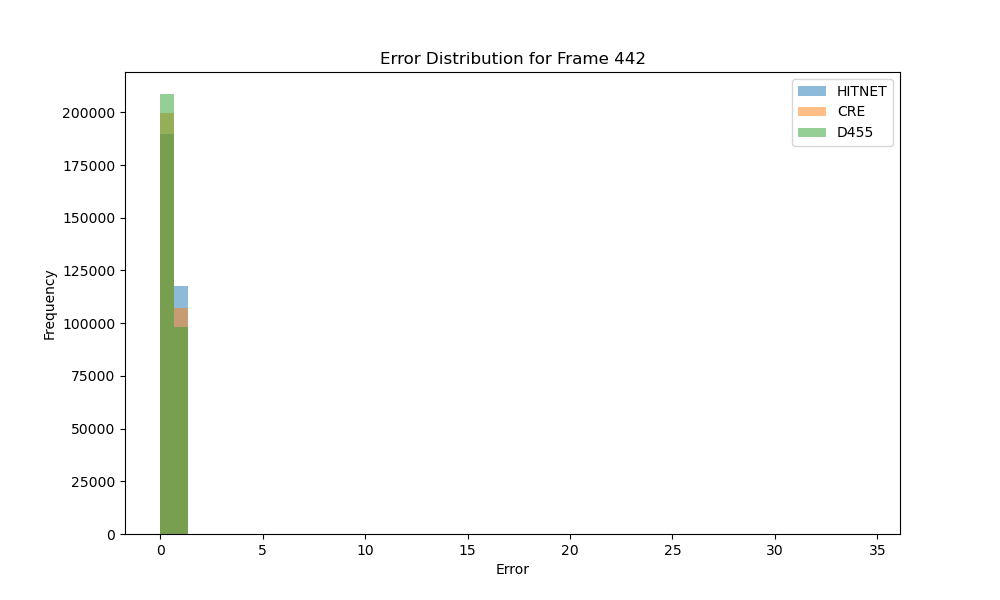 Error Distribution for Frame 442
HITNET
CRE
D455
200000
175000
150000
125000
100000
75000
50000
25000
0
Frequency
0 5 10 15 20 25 30 35
Error